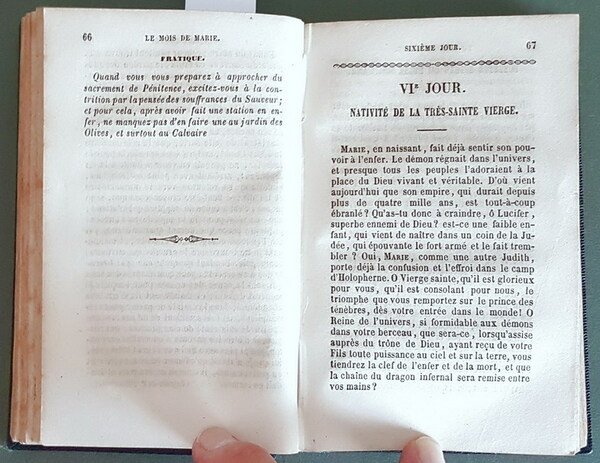 66 LE MOIS DE MARIE.
PRATIQUE.
Quand vous vous preparez à approcher du
sacrement de Pénitence, excitez-vous à la con-
trition par la pensée des souffrances du Sauveur;
et pour cela, après avoir fait une station en en-
fer, ne manquez pas d'en faire une au jardin des
Olives, et surtout au Calvaire
SIXIÈME JOUR. 67
VIe JOUR.
NATIVITÉ DE LA TRÈS-SAINTE VIERGE.
MARIE, en naissant, fait déjà sentir son pou-
voir à l'enfer. Le démon régnait dans l'univers,
et presque tous les peuples l'adoraient à la
place du Dieu vivant et véritable. D'où vient
aujourd'hui que son empire, qui durait depuis
plus de quatre mille ans, est tout-à-coup
ébranlé? Qu'as-tu donc à craindre, ô Lucifer,
superbe ennemi de Dieu? est-ce une faible en-
fant, qui vient de naître dans un coin de la Ju-
dée, qui épouvante le fort armé et le fait trem-
bler? Oui, MARIE, comme une autre Judith,
porte déjà la confusion et l'effroi dans le camp
d'Holopherne. O Vierge sainte, qu'il est glorieux
pour vous, qu'il est consolant pour nous, le
triomphe que vous remportez sur le prince des
ténèbres, dès votre entrée dans le monde! O
Reine de l'univers, si formidable aux démons
dans votre berceau, que sera-ce, lorsqu'assise
auprès du trône de Dieu, ayant reçu de votre
Fils toute puissance au ciel et sur la terre, vous
tiendrez la clef de l'enfer et de la mort, et que
la chaîne du dragon infernal sera remise entre
vos mains?